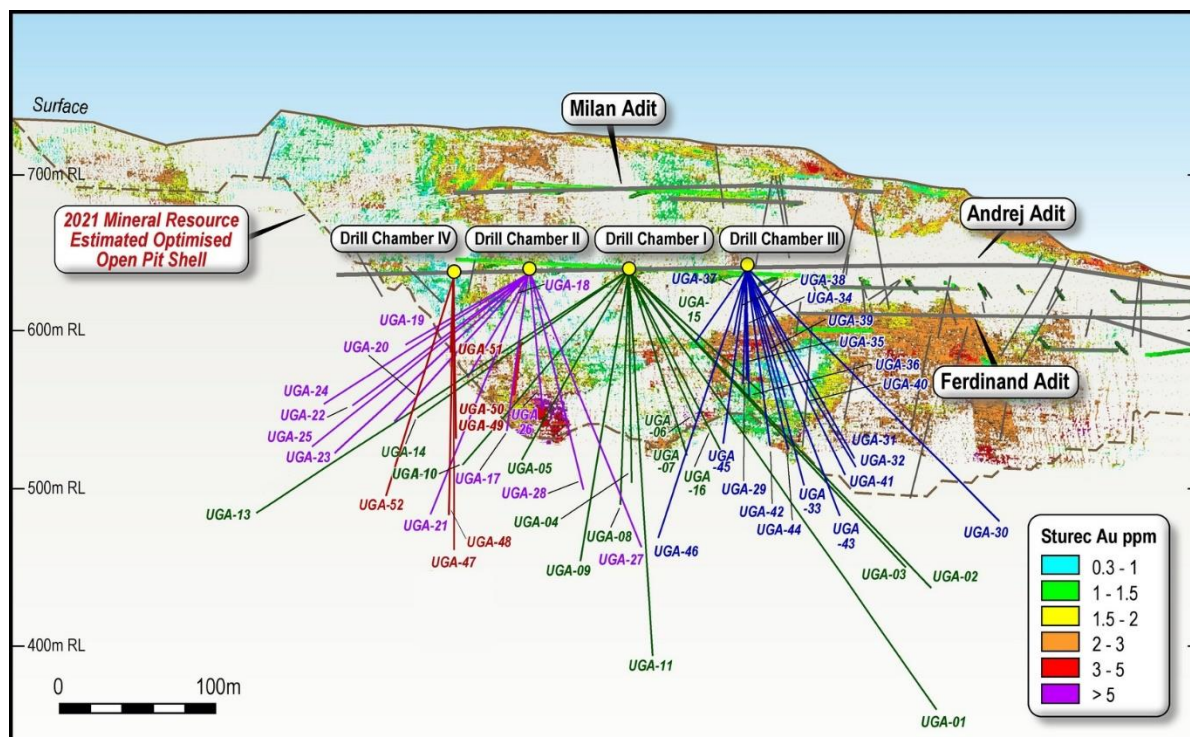 Surface
Milan Adit
700m RL
2021 Mineral Resource
Estimated Optimised
Open Pit Shell
Andrej Adit
Drill Chamber IV
Drill Chamber II
Drill Chamber I
Drill Chamber III
UGA-18
UGA-37
UGA-38
UGA-34
UGA
-15
UGA-19
UGA-39
600m RL
UGA-20
UGA-51
UGA-35
UGA-36
UGA-40
Ferdinand Adit
UGA-24
UGA-22
UGA-50
UGA-49
UGA
-26
UGA
-06
UGA-25
UGA-23
UGA-14
UGA-10
UGA-17
UGA-05
UGA
-07
UGA
-16
UGA
-45
UGA-31
UGA-32
UGA-41
UGA-29
UGA
-33
500m RL
UGA-13
UGA-52
UGA-21
UGA-28
UGA-04
UGA-42
UGA-44
UGA
-43
UGA-30
UGA-48
UGA-47
UGA-08
UGA-09
UGA-27
UGA-46
UGA-03
UGA-02
400m RL
UGA-11
UGA-01
0
100m
Sturec Au ppm
0.3 - 1
1 - 1.5
1.5 - 2
2 - 3
3 - 5
> 5